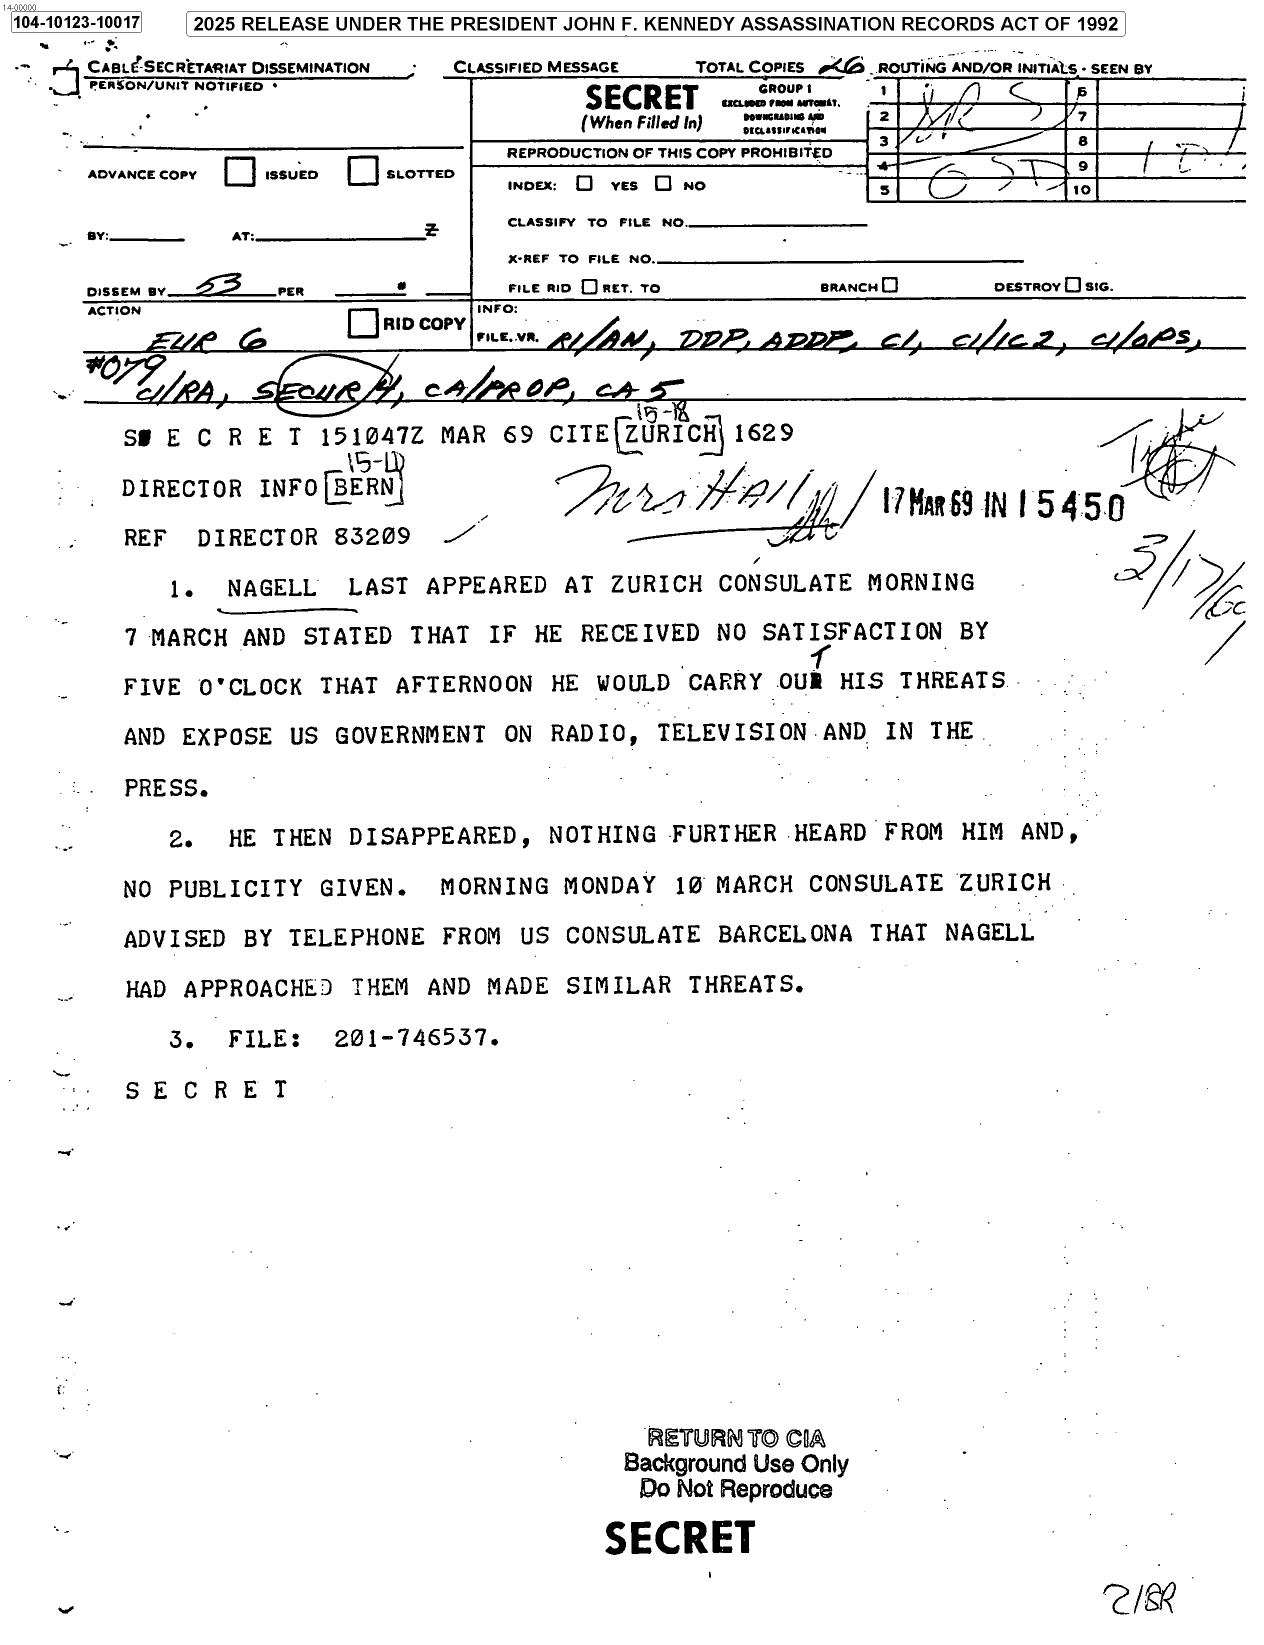 14-00000
104-10123-10017
2025 RELEASE UNDER THE PRESIDENT JOHN F. KENNEDY ASSASSINATION RECORDS ACT OF 1992
CABLE SECRETARIAT DISSEMINATION CLASSIFIED MESSAGE TOTAL COPIES 26 ROUTING AND/OR INITIALS - SEEN BY
PERSON/UNIT NOTIFIED
SECRET
(When Filled In)
GROUP 1
EXCLUDED FROM AUTOMAT.
DOWNGRADING AND
DECLASSIFICATION
1 6
2 7
3 8
4 9
5 10
REPRODUCTION OF THIS COPY PROHIBITED
ADVANCE COPY ISSUED SLOTTED
INDEX: YES NO
CLASSIFY TO FILE NO.
BY: AT: Z
X-REF TO FILE NO.
DISSEM BY 53 PER #
FILE RID RET. TO BRANCH DESTROY SIG.
ACTION
EUR 6
RID COPY
INFO:
FILE, VR. RI/AN, DDP, ADDP, CI, CI/IC 2, CI/OPS,
#079
CI/RA, SECUR 4, CA/PROP, CA 5
15-18
S E C R E T 151047Z MAR 69 CITE ZURICH 1629
DIRECTOR INFO BERN
Mrs Hall
17 MAR 69 IN 15450
REF DIRECTOR 83209
1. NAGELL LAST APPEARED AT ZURICH CONSULATE MORNING
7 MARCH AND STATED THAT IF HE RECEIVED NO SATISFACTION BY
FIVE O'CLOCK THAT AFTERNOON HE WOULD CARRY OUT HIS THREATS
AND EXPOSE US GOVERNMENT ON RADIO, TELEVISION AND IN THE
PRESS.
2. HE THEN DISAPPEARED, NOTHING FURTHER HEARD FROM HIM AND,
NO PUBLICITY GIVEN. MORNING MONDAY 10 MARCH CONSULATE ZURICH
ADVISED BY TELEPHONE FROM US CONSULATE BARCELONA THAT NAGELL
HAD APPROACHED THEM AND MADE SIMILAR THREATS.
3. FILE: 201-746537.
S E C R E T
RETURN TO CIA
Background Use Only
Do Not Reproduce
SECRET